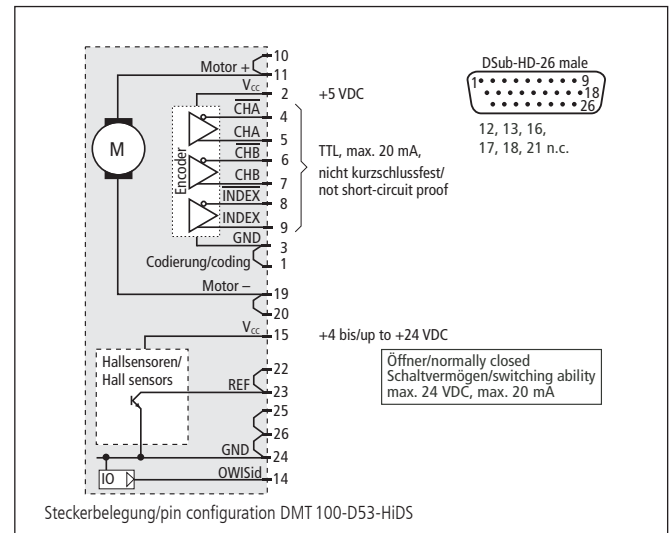 10
Motor + 11
Vcc 2 +5 VDC
CHA 4
CHA 5
CHB 6
CHB 7
INDEX 8
INDEX 9
GND 3
Codierung/coding 1
Encoder
M
TTL, max. 20 mA,
nicht kurzschlussfest/
not short-circuit proof
DSub-HD-26 male
1 9
18
26
12, 13, 16,
17, 18, 21 n.c.
Motor – 19
20
Vcc 15 +4 bis/up to +24 VDC
Hallsensoren/
Hall sensors
22
REF 23
25
26
GND 24
IO OWISid 14
Öffner/normally closed
Schaltvermögen/switching ability
max. 24 VDC, max. 20 mA
Steckerbelegung/pin configuration DMT 100-D53-HiDS